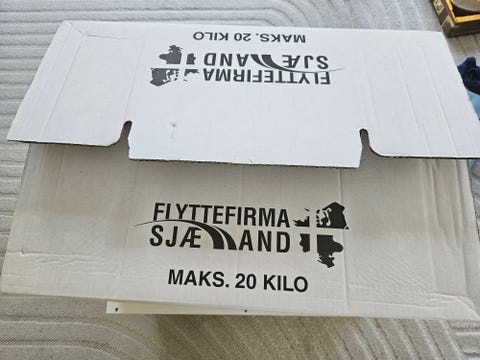 MAKS. 20 KILO
FLYTTEFIRMA
SJÆLLAND
FLYTTEFIRMA
SJÆLLAND
MAKS. 20 KILO